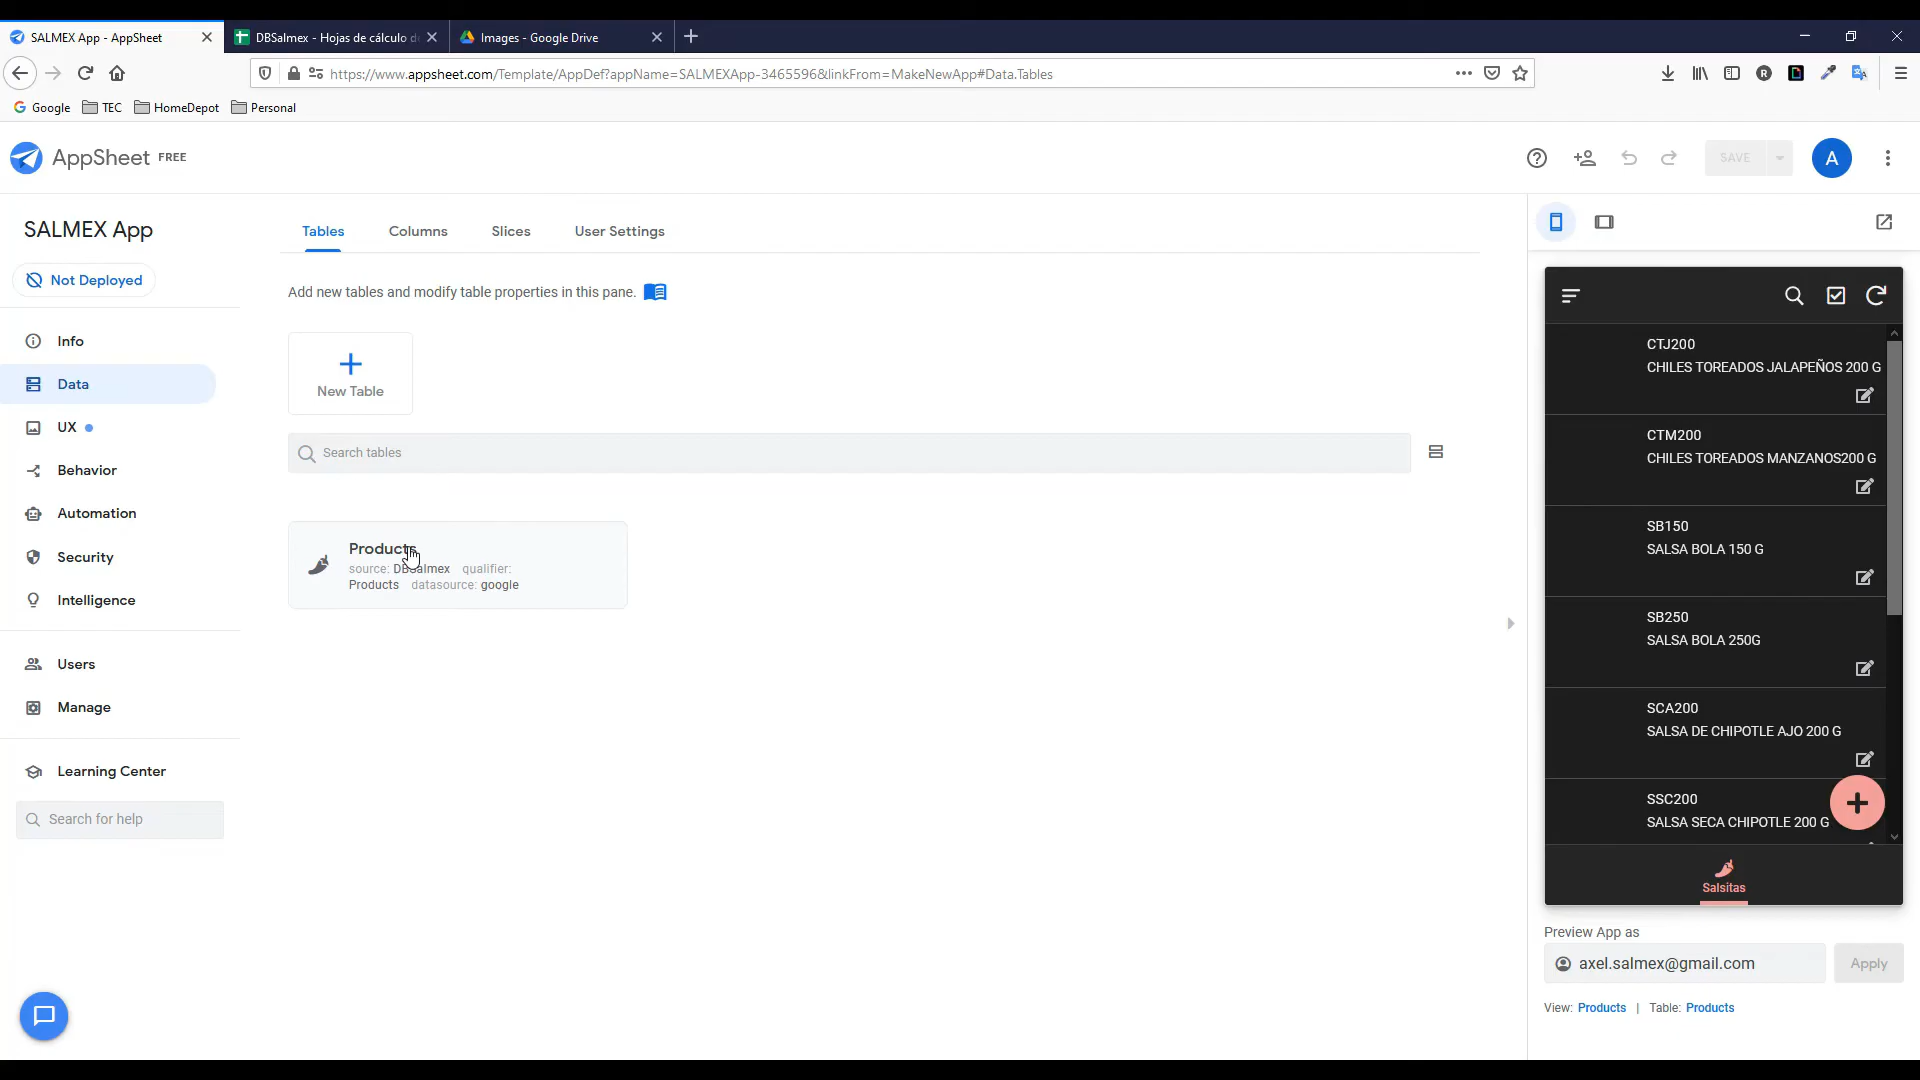 SALMEX App - AppSheet
DBSalmex - Hojas de cálculo d
Images - Google Drive
https://www.appsheet.com/Template/AppDef?appName=SALMEXApp-3465596&linkFrom=MakeNewApp#Data.Tables
Google
TEC
HomeDepot
Personal
AppSheet FREE
SAVE
A
SALMEX App
Not Deployed
Info
Data
UX
Behavior
Automation
Security
Intelligence
Users
Manage
Learning Center
Search for help
Tables
Columns
Slices
User Settings
Add new tables and modify table properties in this pane.
New Table
Search tables
Products
source: DBSalmex qualifier:
Products datasource: google
CTJ200
CHILES TOREADOS JALAPEÑOS 200 G
CTM200
CHILES TOREADOS MANZANOS200 G
SB150
SALSA BOLA 150 G
SB250
SALSA BOLA 250G
SCA200
SALSA DE CHIPOTLE AJO 200 G
SSC200
SALSA SECA CHIPOTLE 200 G
Salsitas
Preview App as
axel.salmex@gmail.com
Apply
View: Products | Table: Products